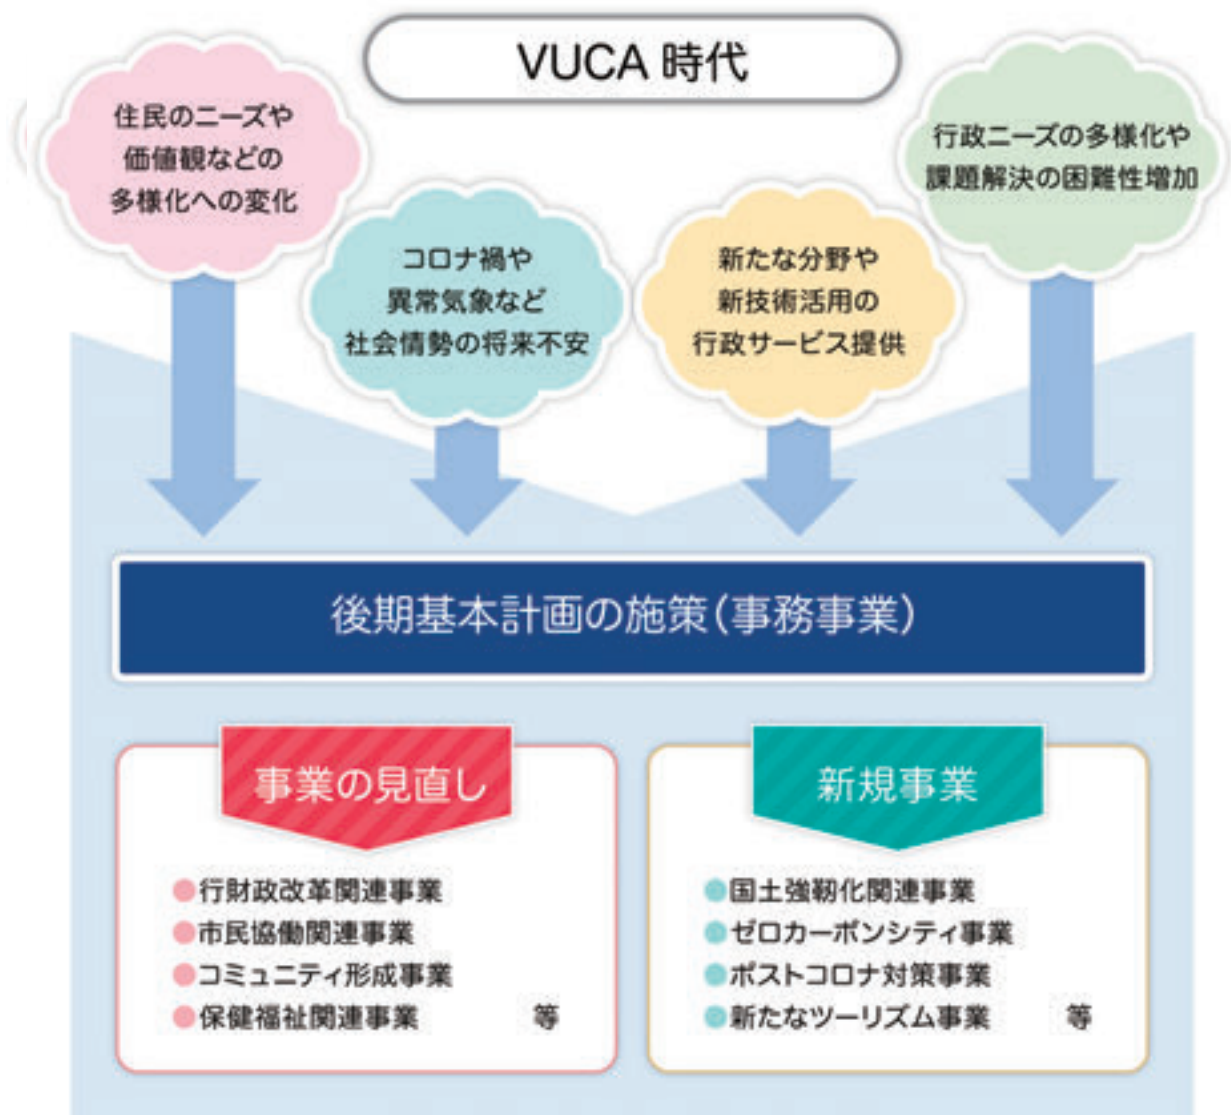 VUCA 時代
住民のニーズや
価値観などの
多様化への変化
コロナ禍や
異常気象など
社会情勢の将来不安
新たな分野や
新技術活用の
行政サービス提供
行政ニーズの多様化や
課題解決の困難性増加
後期基本計画の施策(事務事業)
事業の見直し
●行財政改革関連事業
●市民協働関連事業
●コミュニティ形成事業
●保健福祉関連事業 等
新規事業
●国土強靭化関連事業
●ゼロカーボンシティ事業
●ポストコロナ対策事業
●新たなツーリズム事業 等